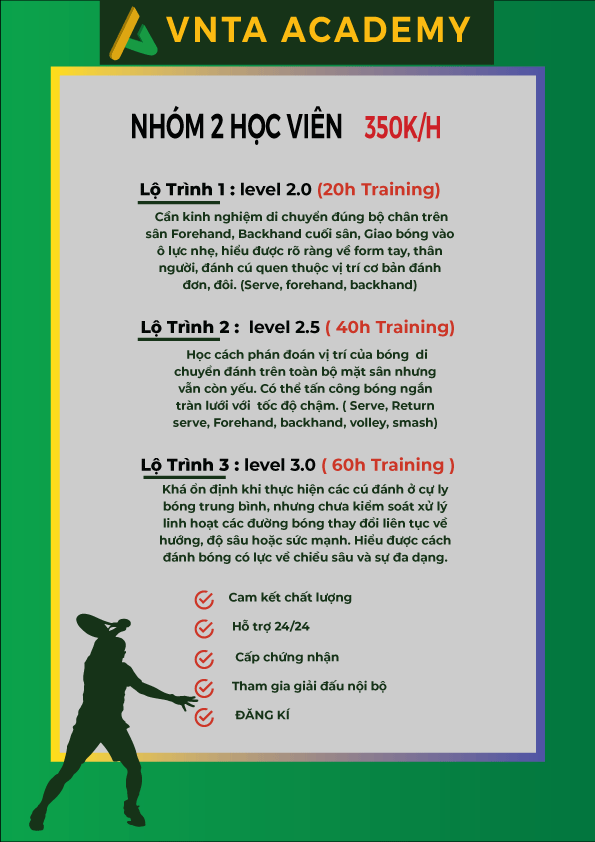 VNTA ACADEMY
NHÓM 2 HỌC VIÊN 350K/H
Lộ Trình 1 : level 2.0 (20h Training)
Cần kinh nghiệm di chuyển đúng bộ chân trên
sân Forehand, Backhand cuối sân, Giao bóng vào
ô lực nhẹ, hiểu được rõ ràng về form tay, thân
người, đánh cú quen thuộc vị trí cơ bản đánh
đơn, đôi. (Serve, forehand, backhand)
Lộ Trình 2 : level 2.5 ( 40h Training)
Học cách phán đoán vị trí của bóng di
chuyển đánh trên toàn bộ mặt sân nhưng
vẫn còn yếu. Có thể tấn công bóng ngắn
tràn lưới với tốc độ chậm. ( Serve, Return
serve, Forehand, backhand, volley, smash)
Lộ Trình 3 : level 3.0 ( 60h Training )
Khá ổn định khi thực hiện các cú đánh ở cự ly
bóng trung bình, nhưng chưa kiểm soát xử lý
linh hoạt các đường bóng thay đổi liên tục về
hướng, độ sâu hoặc sức mạnh. Hiểu được cách
đánh bóng có lực về chiều sâu và sự đa dạng.
Cam kết chất lượng
Hỗ trợ 24/24
Cấp chứng nhận
Tham gia giải đấu nội bộ
ĐĂNG KÍ